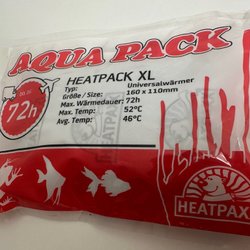 AQUA PACK
HEATPACK XL
Typ: Universalwärmer
Größe / Size: 160 x 110mm
Max. Wärmedauer: 72h
Max. Temp: 52°C
Avg. Temp: 46°C
72h
HEATPAX
HEATPAX